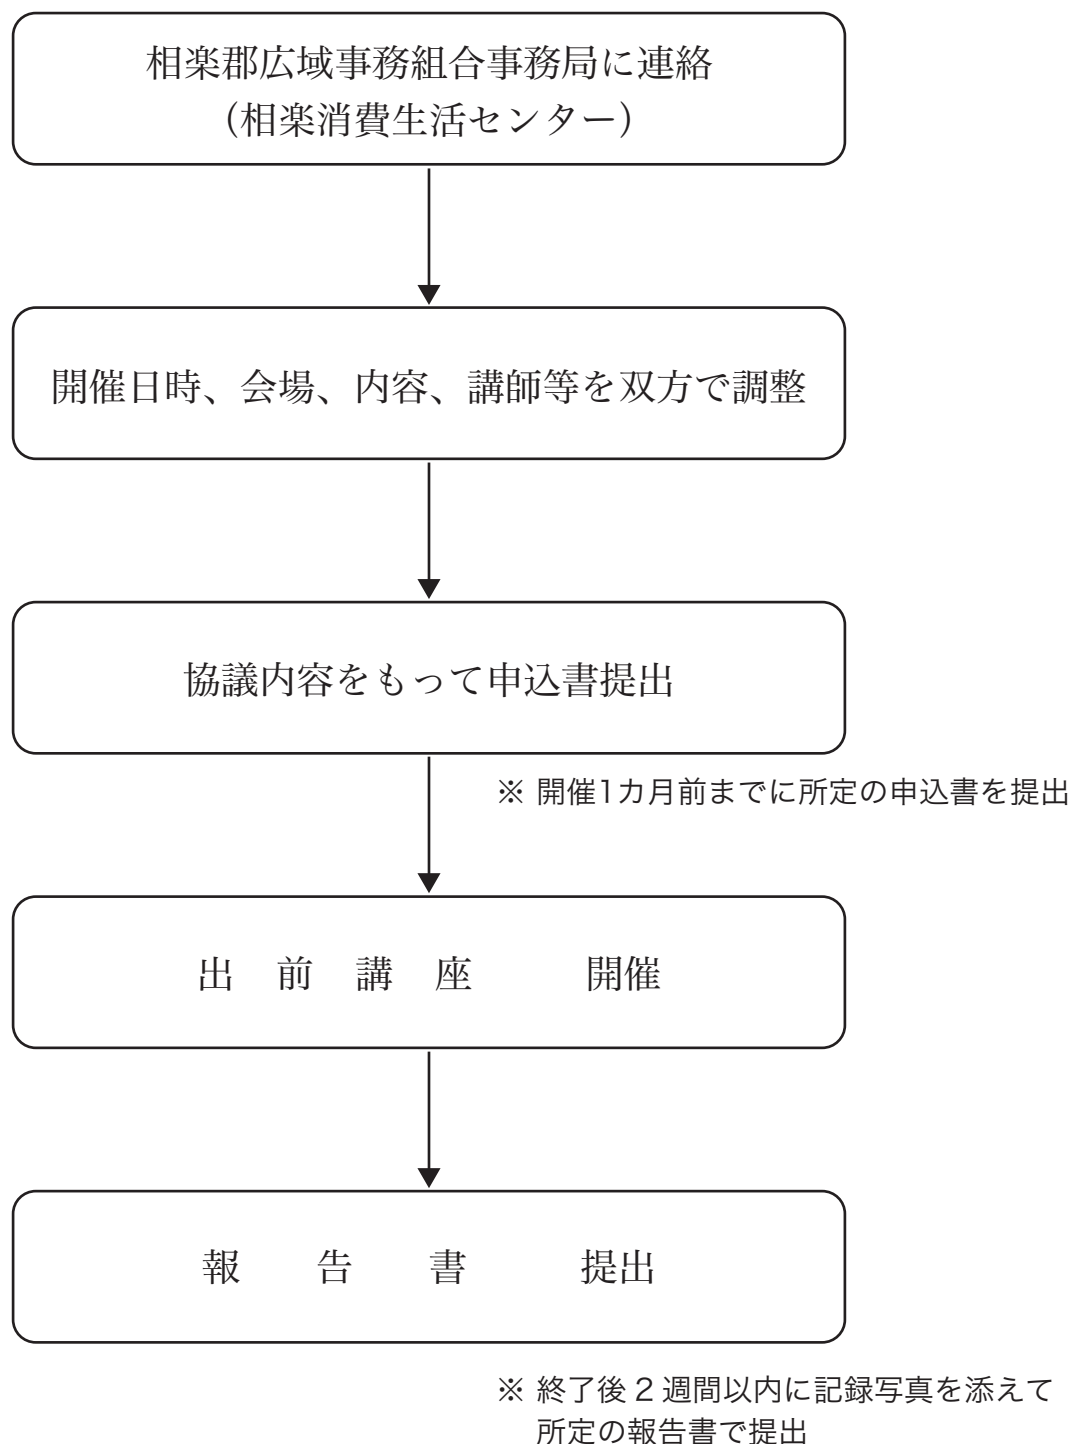 相楽郡広域事務組合事務局に連絡
（相楽消費生活センター）
開催日時、会場、内容、講師等を双方で調整
協議内容をもって申込書提出
※ 開催1カ月前までに所定の申込書を提出
出　前　講　座　　　開催
報　　告　　書　　　提出
※ 終了後 2 週間以内に記録写真を添えて
所定の報告書で提出